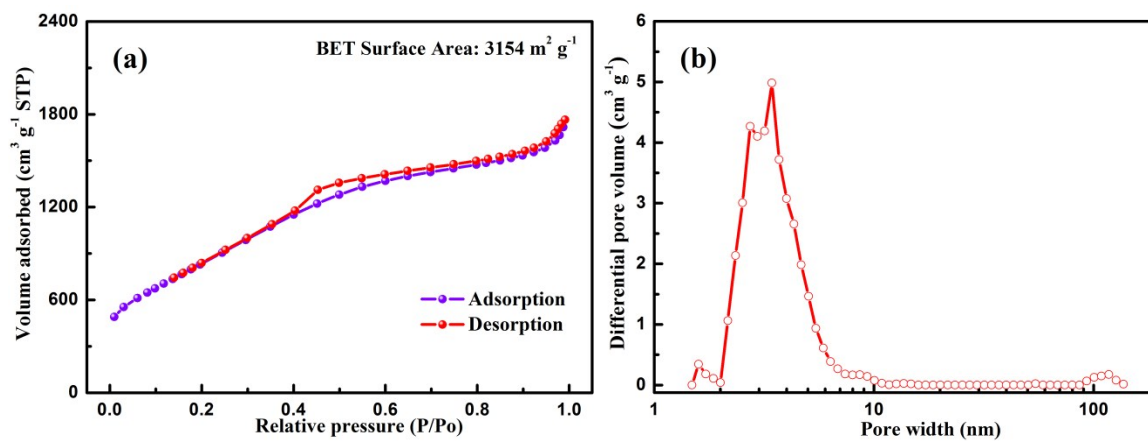 (a)
BET Surface Area: 3154 m² g⁻¹
Volume adsorbed (cm³ g⁻¹ STP)
2400
1800
1200
600
0
Adsorption
Desorption
0.0 0.2 0.4 0.6 0.8 1.0
Relative pressure (P/Po)
(b)
Differential pore volume (cm³ g⁻¹)
6
5
4
3
2
1
0
1 10 100
Pore width (nm)